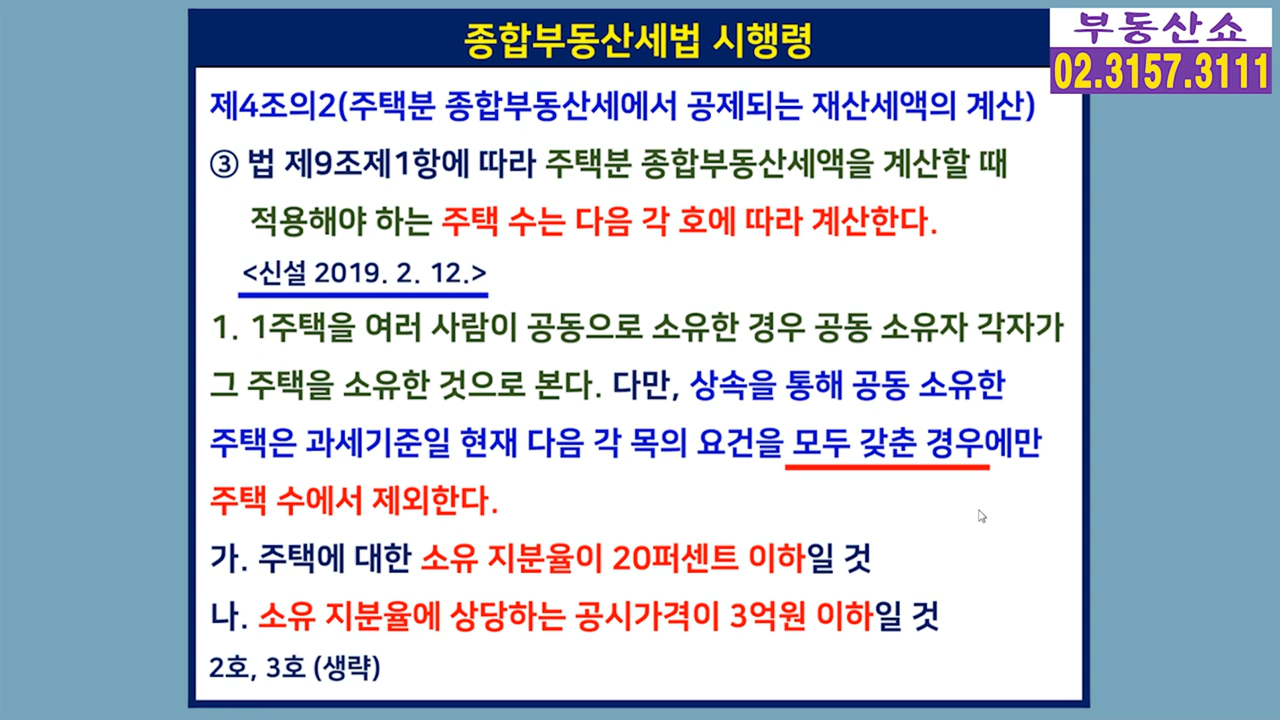 종합부동산세법 시행령
부동산쇼
02.3157.3111
제4조의2(주택분 종합부동산세에서 공제되는 재산세액의 계산)
③ 법 제9조제1항에 따라 주택분 종합부동산세액을 계산할 때
적용해야 하는 주택 수는 다음 각 호에 따라 계산한다.
<신설 2019. 2. 12.>
1. 1주택을 여러 사람이 공동으로 소유한 경우 공동 소유자 각자가
그 주택을 소유한 것으로 본다. 다만, 상속을 통해 공동 소유한
주택은 과세기준일 현재 다음 각 목의 요건을 모두 갖춘 경우에만
주택 수에서 제외한다.
가. 주택에 대한 소유 지분율이 20퍼센트 이하일 것
나. 소유 지분율에 상당하는 공시가격이 3억원 이하일 것
2호, 3호 (생략)